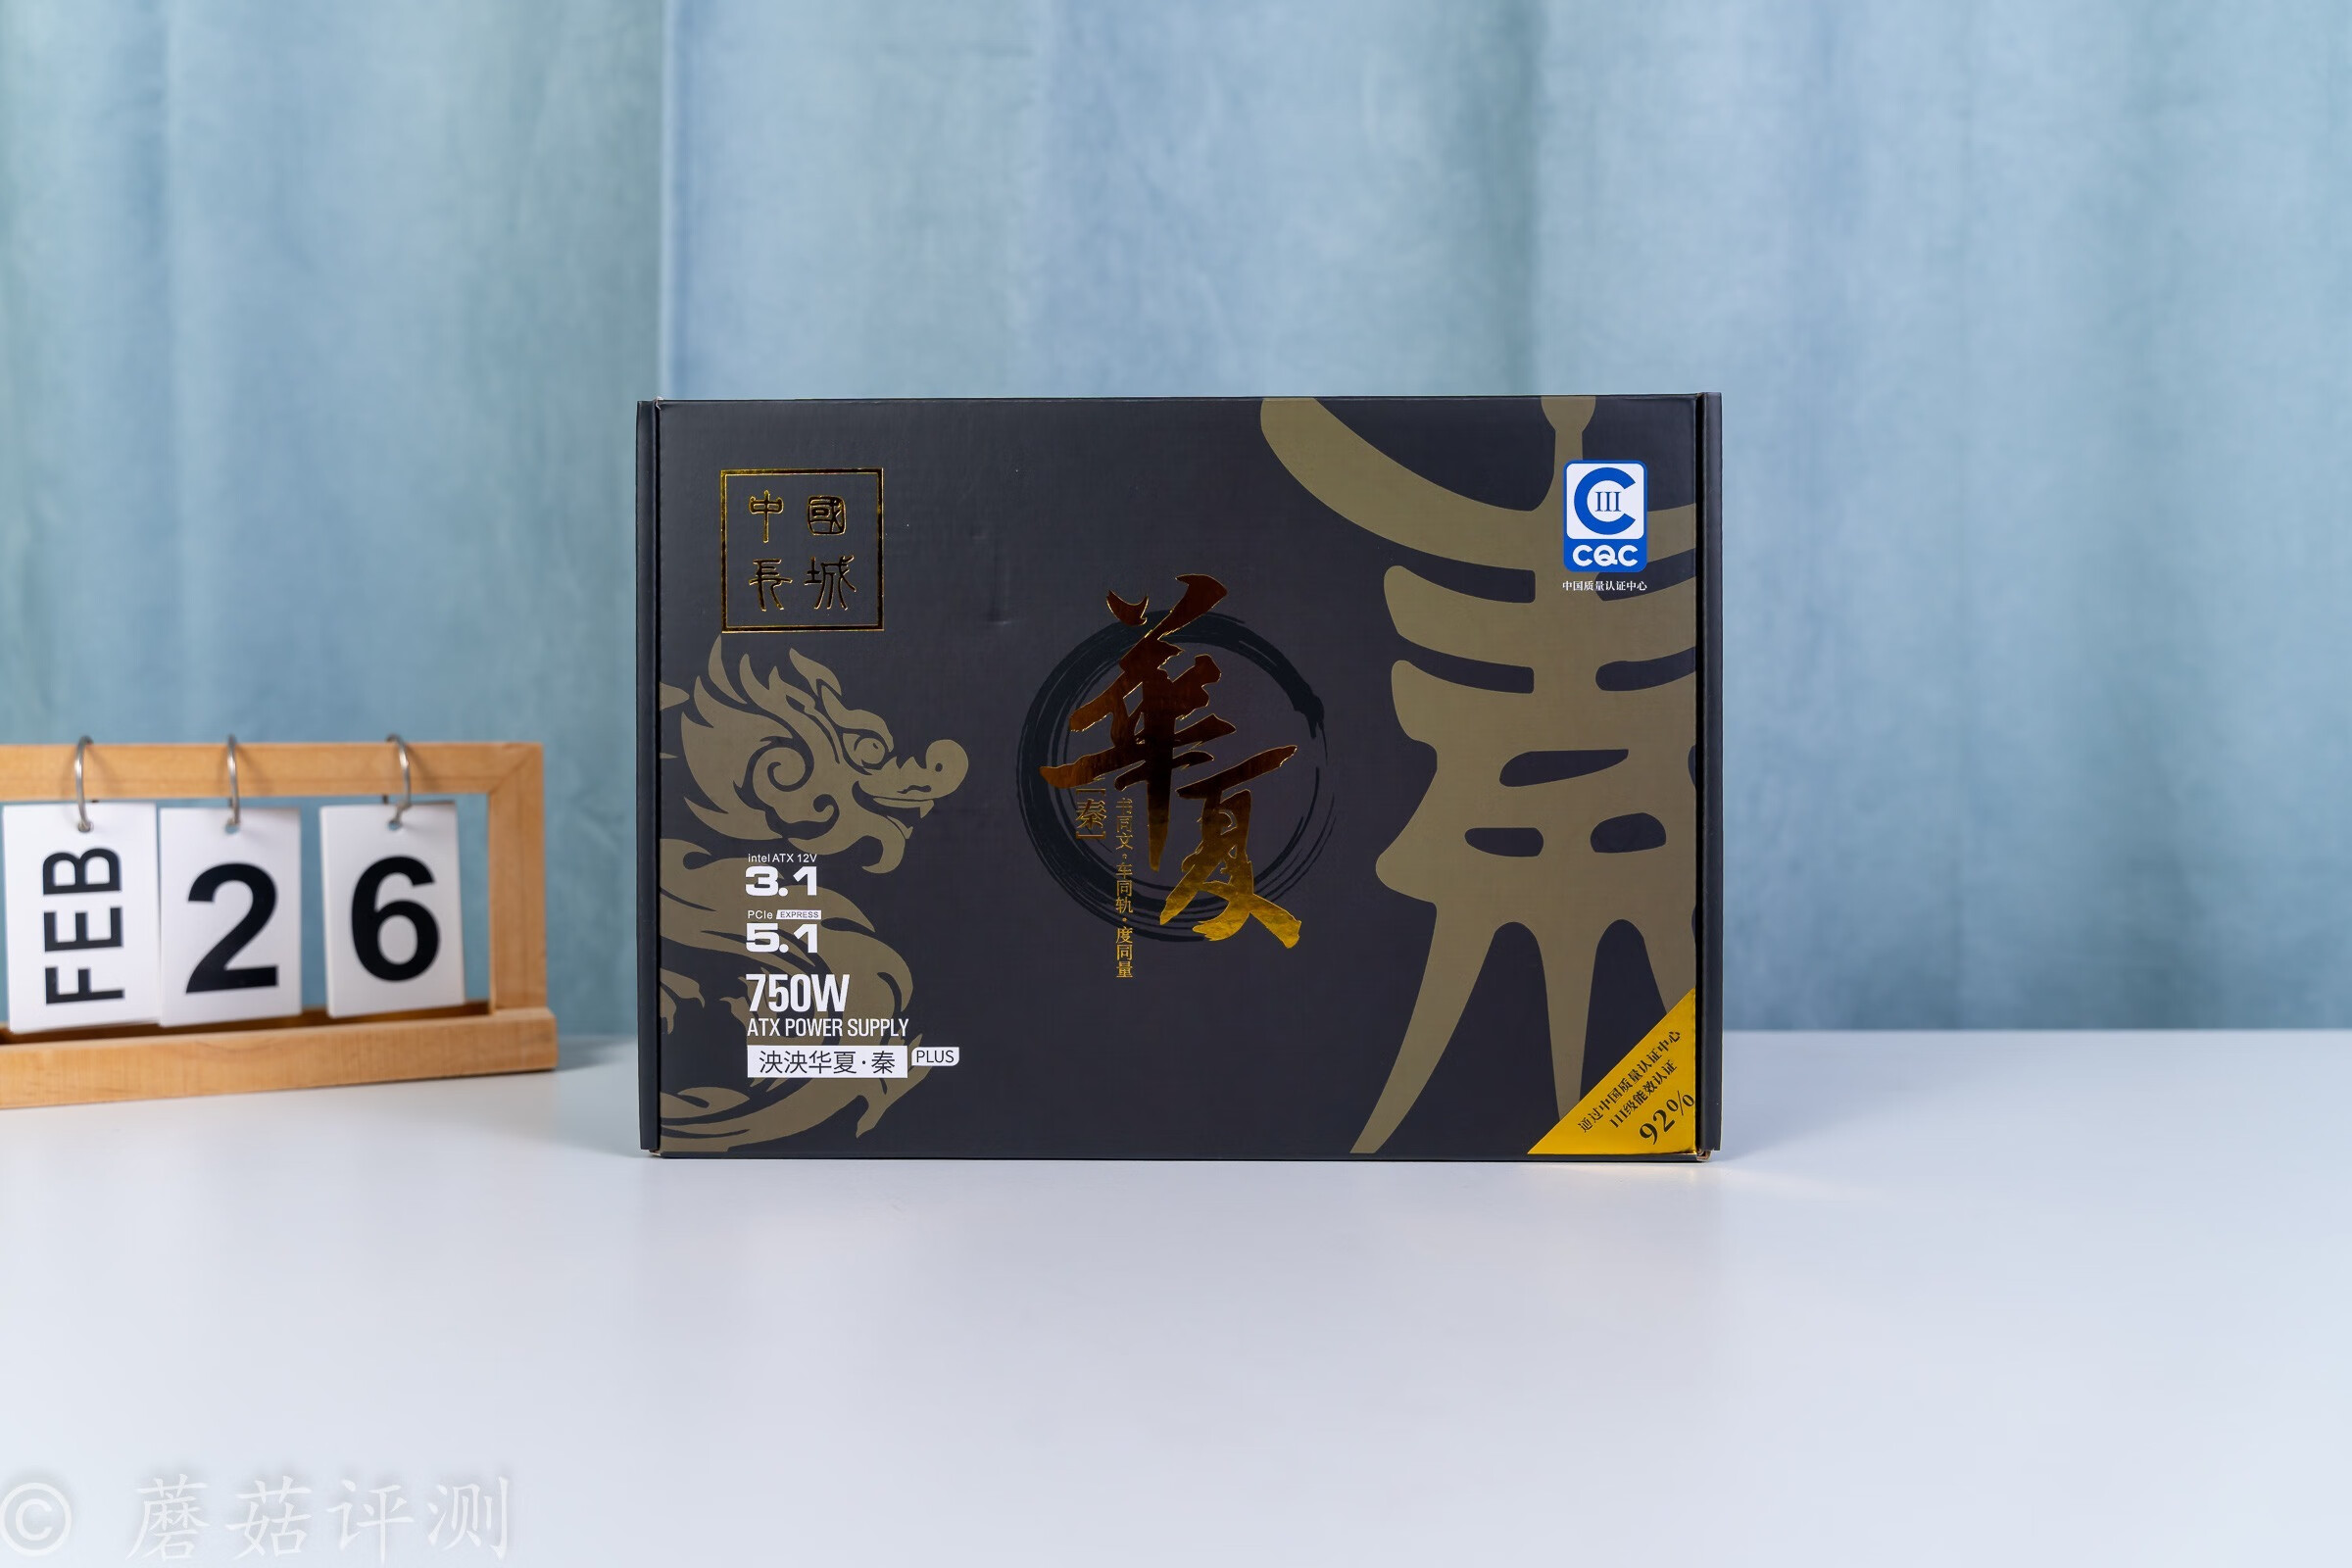 FEB
2
6
中國
長城
III
CQC
中国质量认证中心
華夏
【秦】
书同文·车同轨·度同量
intel ATX 12V
3.1
PCIe EXPRESS
5.1
750W
ATX POWER SUPPLY
泱泱华夏·秦 PLUS
通过中国质量认证中心
III级能效认证
92%
© 蘑菇评测